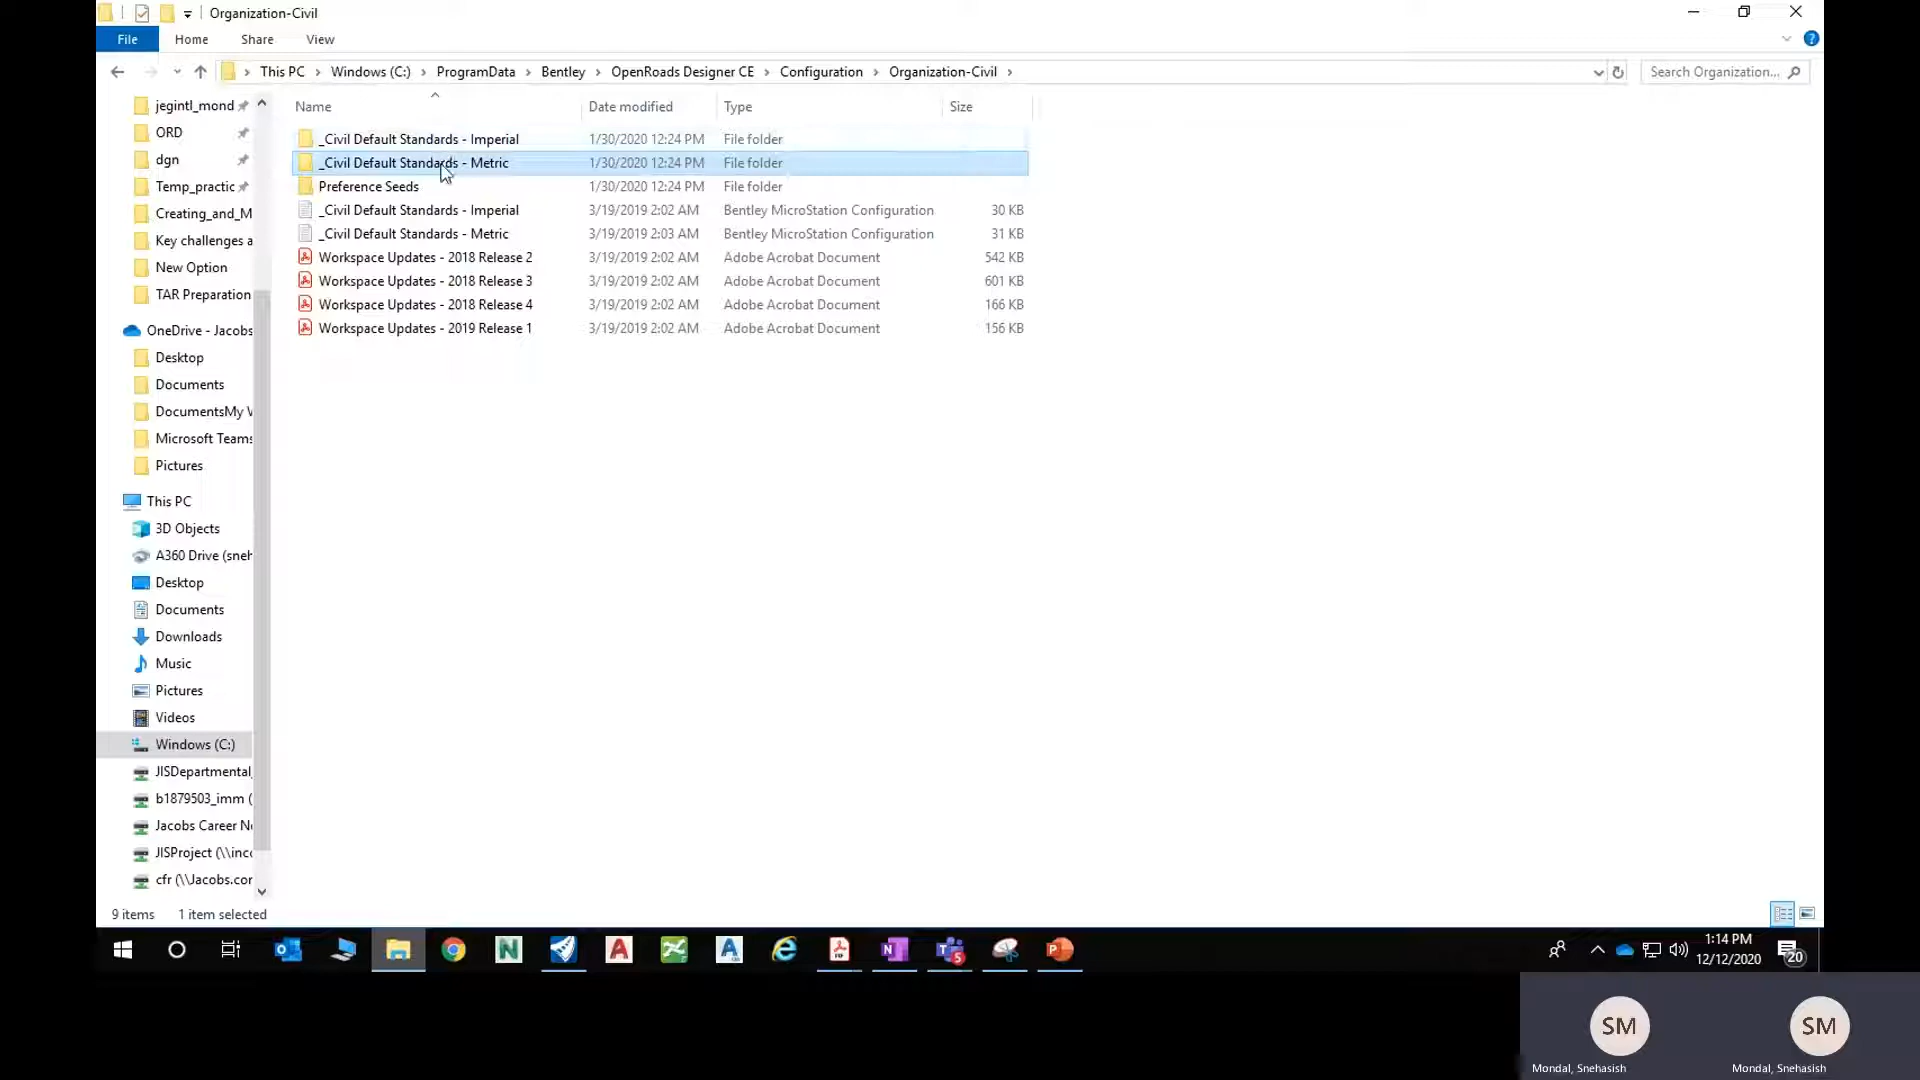 Organization-Civil
File Home Share View
This PC Windows (C:) ProgramData Bentley OpenRoads Designer CE Configuration Organization-Civil
Search Organization...
Name Date modified Type Size
jegintl_mond
ORD
dgn
Temp_practic
Creating_and_M
Key challenges a
New Option
TAR Preparation
OneDrive - Jacobs
Desktop
Documents
DocumentsMy V
Microsoft Teams
Pictures
This PC
3D Objects
A360 Drive (sneh
Desktop
Documents
Downloads
Music
Pictures
Videos
Windows (C:)
JISDepartmental_
b1879503_imm (
Jacobs Career Ne
JISProject (\\inco
cfr (\\Jacobs.cor
_Civil Default Standards - Imperial 1/30/2020 12:24 PM File folder
_Civil Default Standards - Metric 1/30/2020 12:24 PM File folder
Preference Seeds 1/30/2020 12:24 PM File folder
_Civil Default Standards - Imperial 3/19/2019 2:02 AM Bentley MicroStation Configuration 30 KB
_Civil Default Standards - Metric 3/19/2019 2:03 AM Bentley MicroStation Configuration 31 KB
Workspace Updates - 2018 Release 2 3/19/2019 2:02 AM Adobe Acrobat Document 542 KB
Workspace Updates - 2018 Release 3 3/19/2019 2:02 AM Adobe Acrobat Document 601 KB
Workspace Updates - 2018 Release 4 3/19/2019 2:02 AM Adobe Acrobat Document 166 KB
Workspace Updates - 2019 Release 1 3/19/2019 2:02 AM Adobe Acrobat Document 156 KB
9 items 1 item selected
1:14 PM
12/12/2020
20
5
SM SM
Mondal, Snehasish Mondal, Snehasish